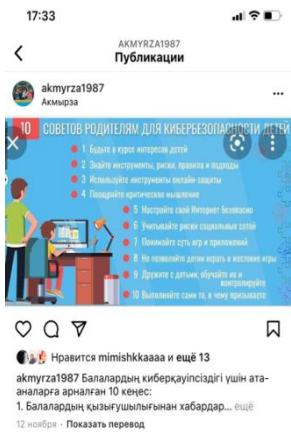 17:33
AKMYRZA1987
Публикации
akmyrza1987
Акмырза
10 СОВЕТОВ РОДИТЕЛЯМ ДЛЯ КИБЕРБЕЗОПАСНОСТИ ДЕТЕЙ
1 Будьте в курсе интересов детей
2 Знайте инструменты, риски, правила и подходы
3 Используйте инструменты онлайн-защиты
4 Поощряйте критическое мышление
5 Настройте свой Интернет безопасно
6 Учитывайте риски социальных сетей
7 Понимайте суть игр и приложений
8 Не позволяйте детям играть в жестокие игры
9 Дружите с детьми, обучайте их и
контролируйте
10 Выполняйте сами то, к чему призываете
Нравится mimishkkaaaa и ещё 13
akmyrza1987 Балалардың киберқауіпсіздігі үшін ата-
аналарға арналған 10 кеңес:
1. Балалардың қызығушылығынан хабардар... ещё
12 ноября · Показать перевод